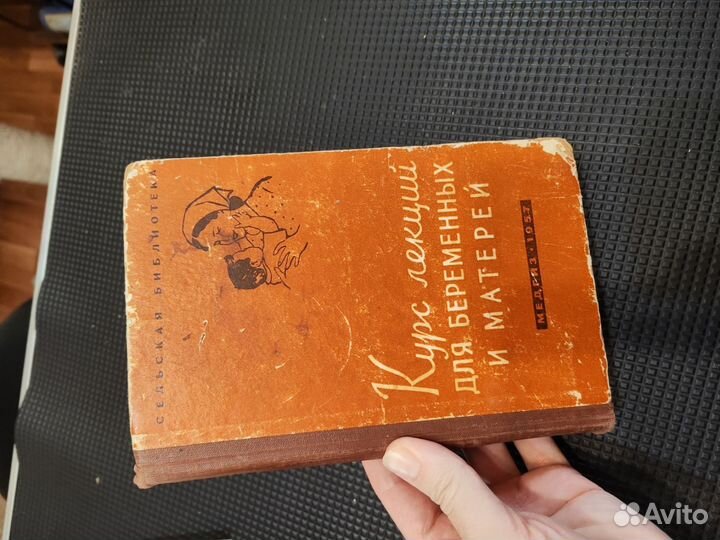 СЕЛЬСКАЯ БИБЛИОТЕКА
Курс лекций
ДЛЯ БЕРЕМЕННЫХ
И МАТЕРЕЙ
МЕДГИЗ · 1957
Avito